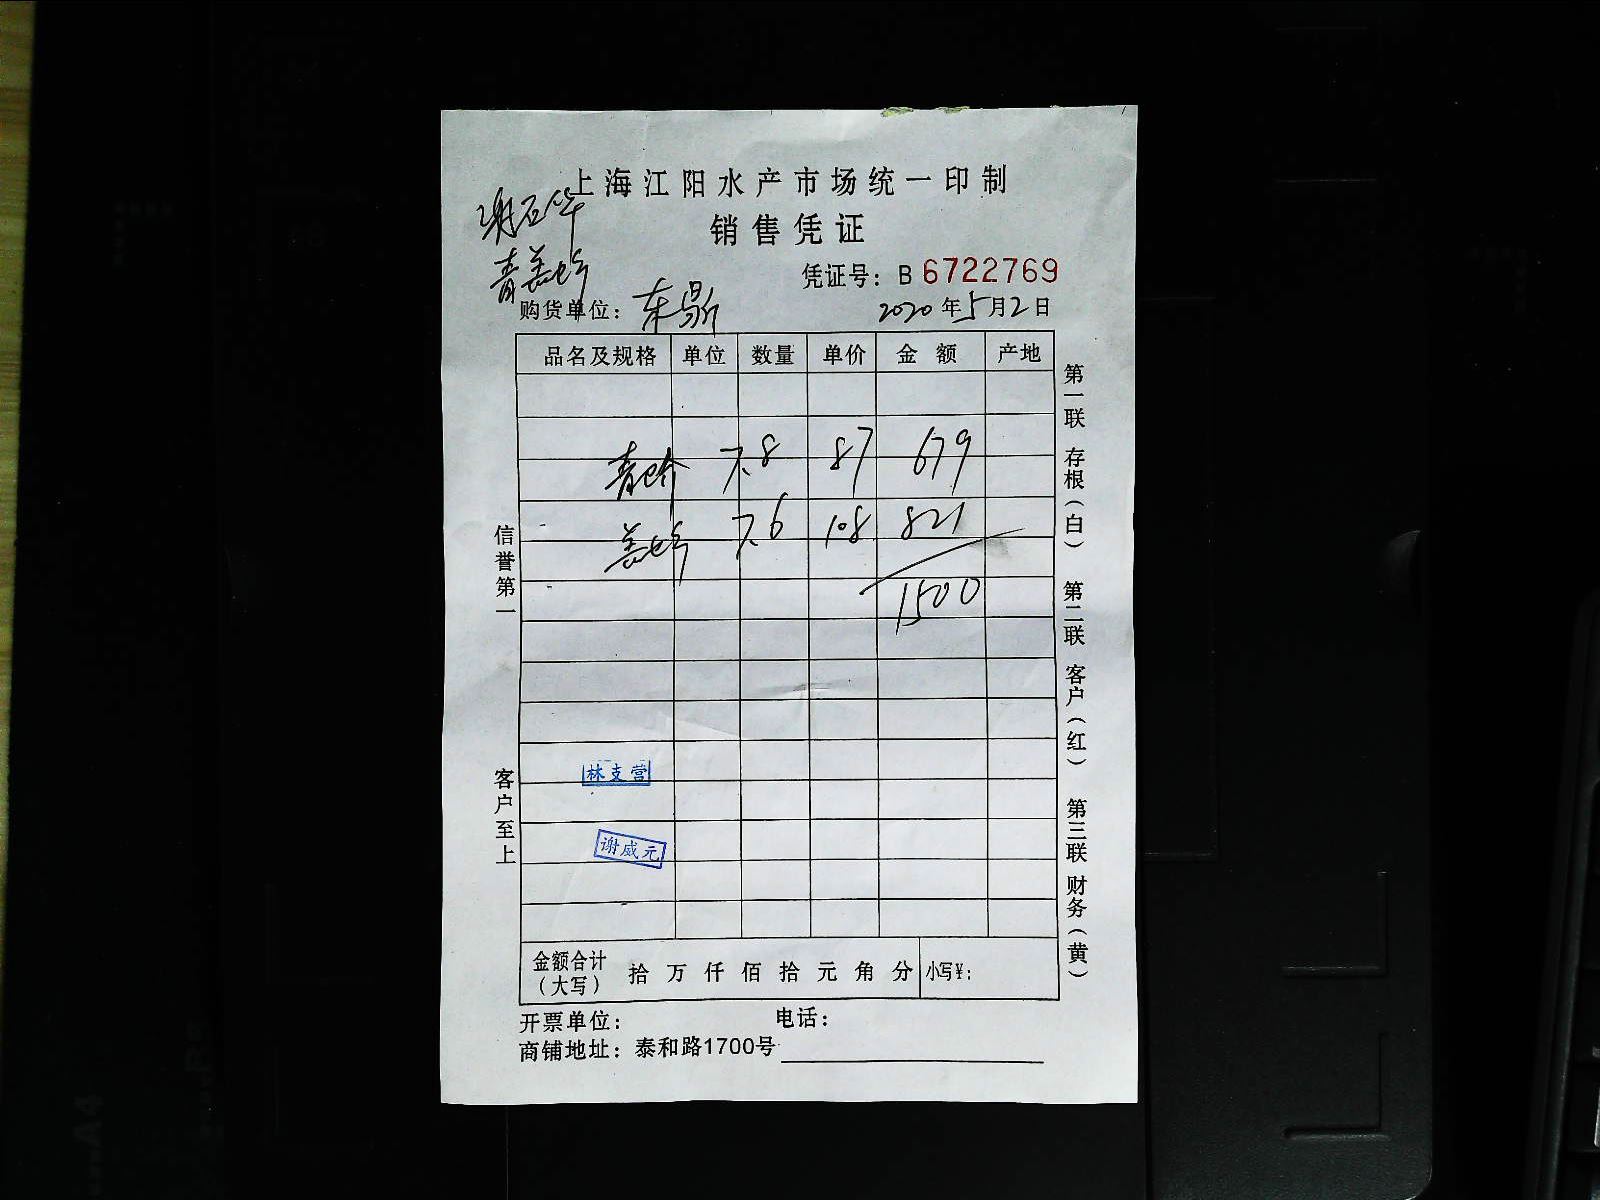 上海江阳水产市场统一印制
销售凭证
凭证号：B 6722769
购货单位：东鼎
2020年5月2日
品名及规格 单位 数量 单价 金额 产地
7.8 87 679
7.6 108 821
1500
林支营
谢威元
金额合计（大写） 拾万仟佰拾元角分 小写¥：
开票单位： 电话：
商铺地址：泰和路1700号
信誉第一
客户至上
第一联 存根（白） 第二联 客户（红） 第三联 财务（黄）